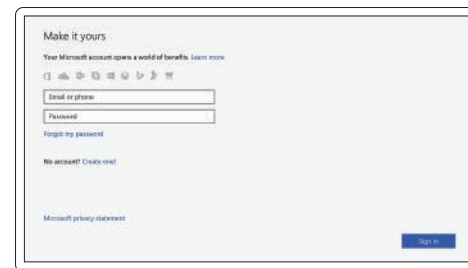 Make it yours
Your Microsoft account opens a world of benefits. Learn more
Email or phone
Password
Forgot my password
No account? Create one!
Microsoft privacy statement
Sign in